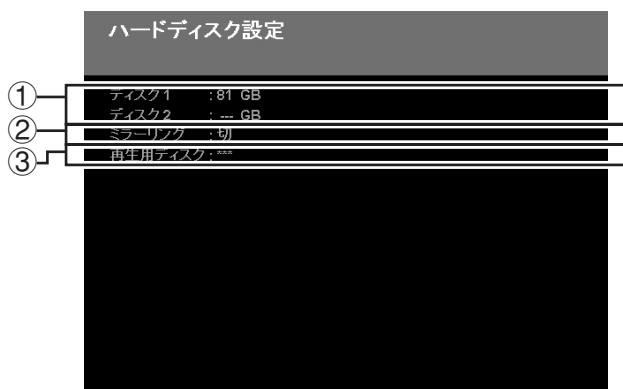 ハードディスク設定
① ディスク1 :81 GB
ディスク2 : --- GB
② ミラーリング :切
③ 再生用ディスク:***